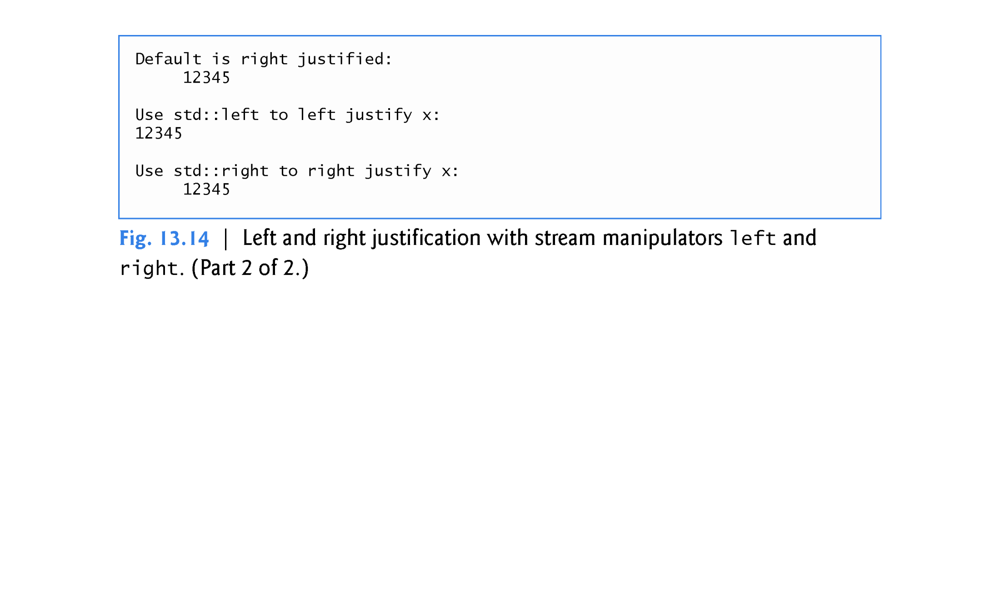 Default is right justified:
     12345

Use std::left to left justify x:
12345

Use std::right to right justify x:
     12345

Fig. 13.14 | Left and right justification with stream manipulators left and
right. (Part 2 of 2.)